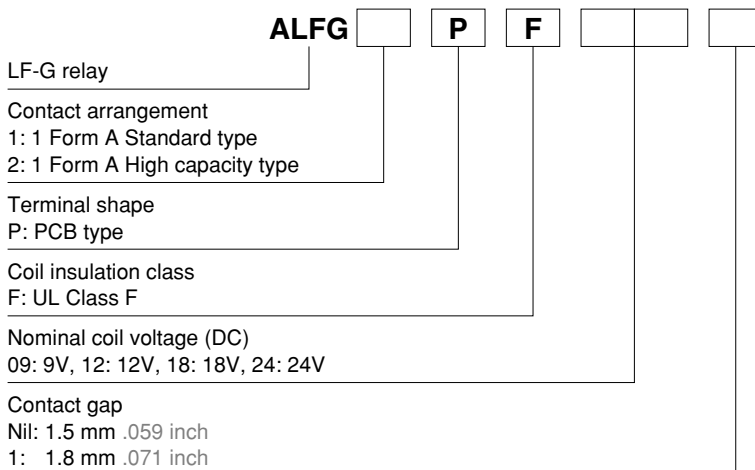 ALFG P F
LF-G relay
Contact arrangement
1: 1 Form A Standard type
2: 1 Form A High capacity type
Terminal shape
P: PCB type
Coil insulation class
F: UL Class F
Nominal coil voltage (DC)
09: 9V, 12: 12V, 18: 18V, 24: 24V
Contact gap
Nil: 1.5 mm .059 inch
1: 1.8 mm .071 inch